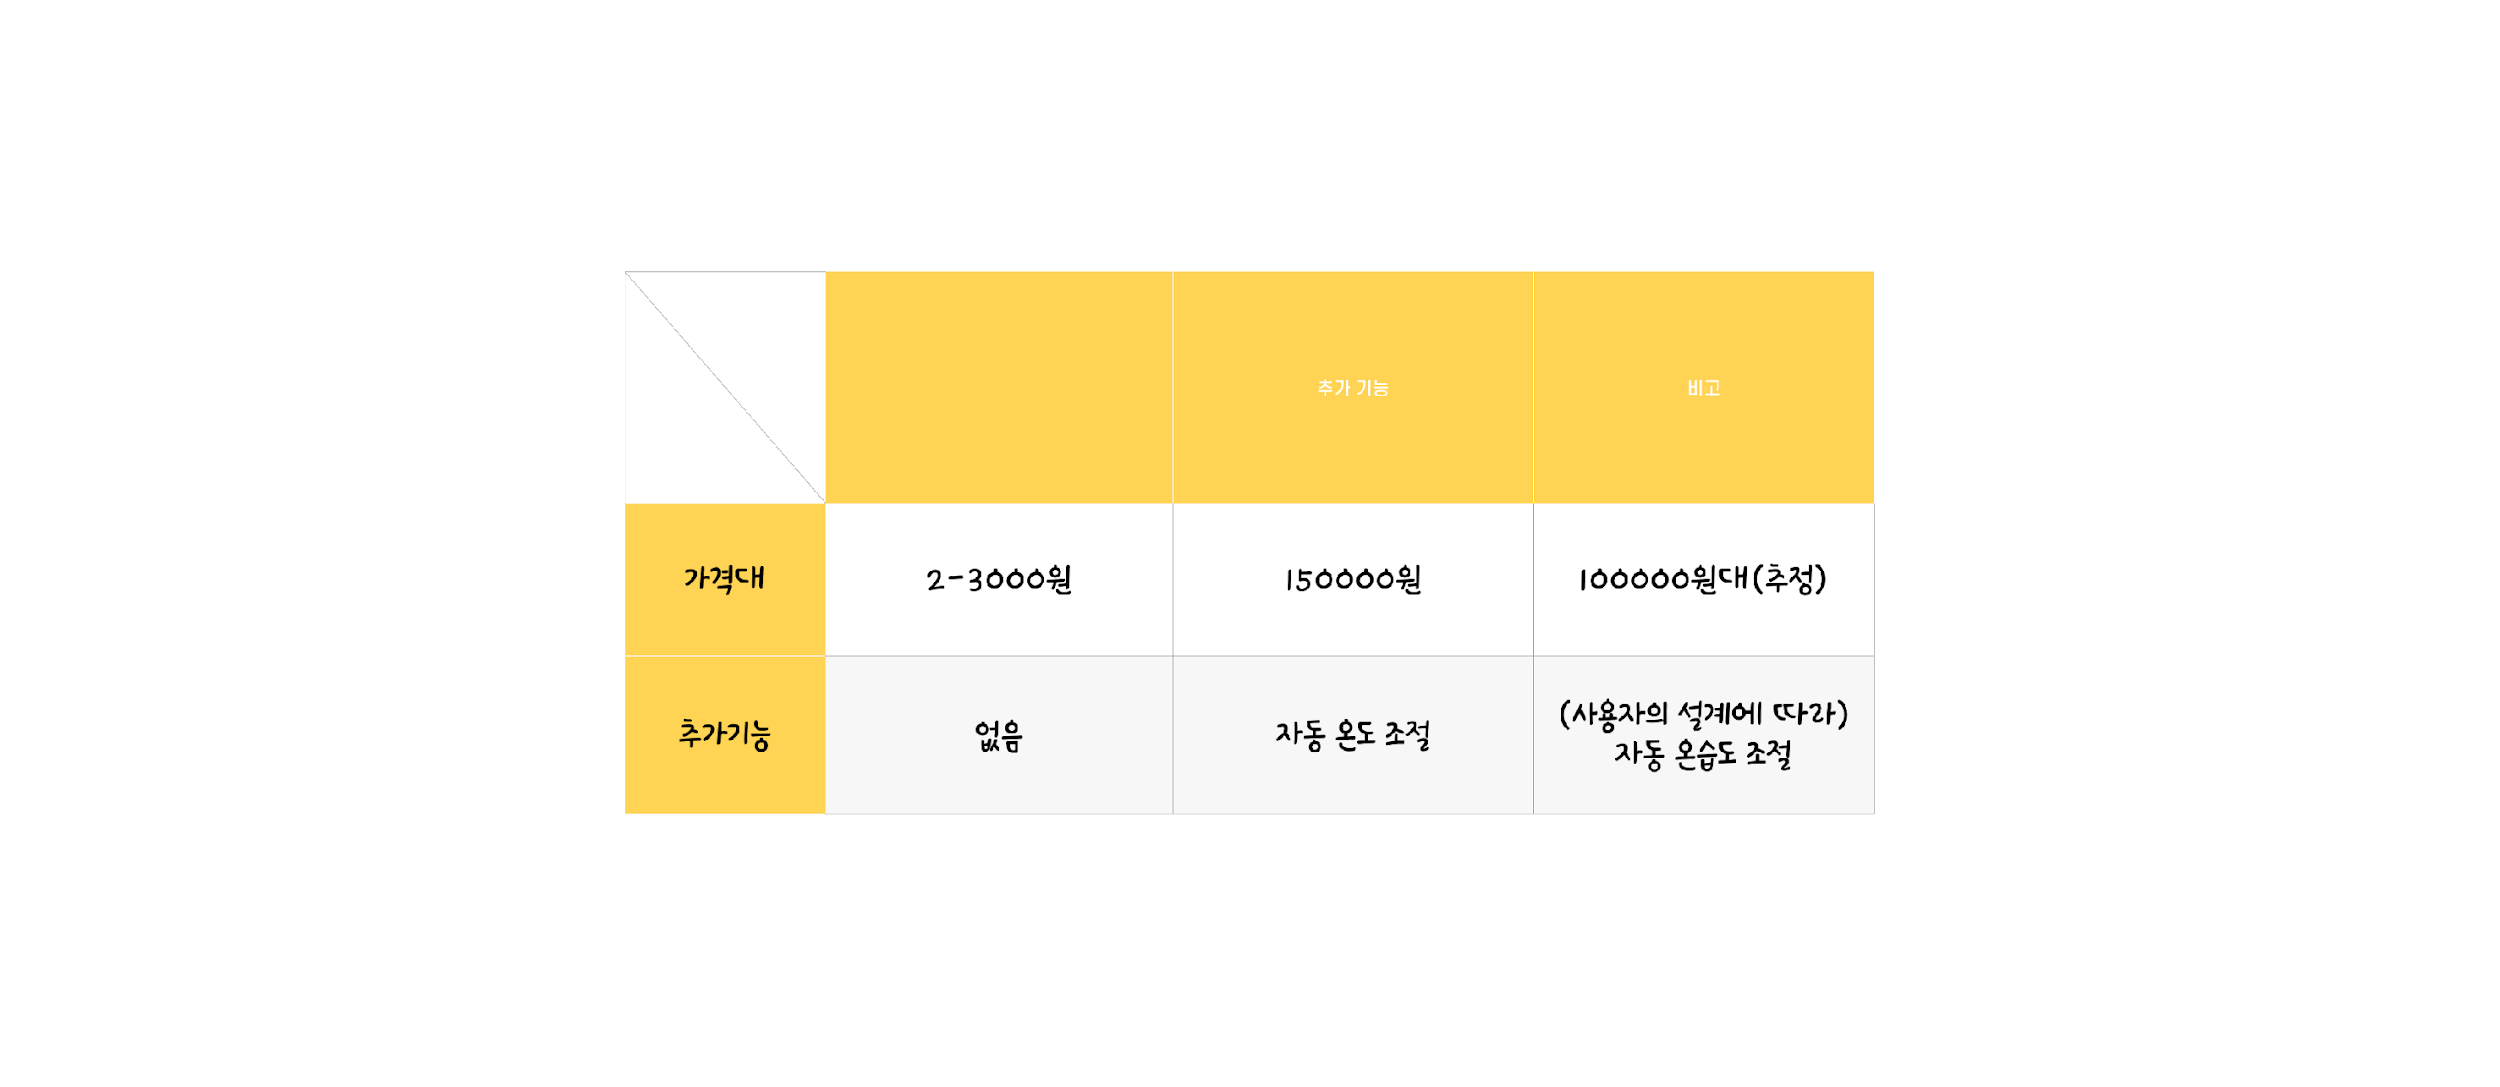 추가 기능 비고
가격대 2-3000원 150000원 100000원대(추정)
추가기능 없음 자동 온도 조절 (사용자의 설계에 따라)
자동 온습도 조절